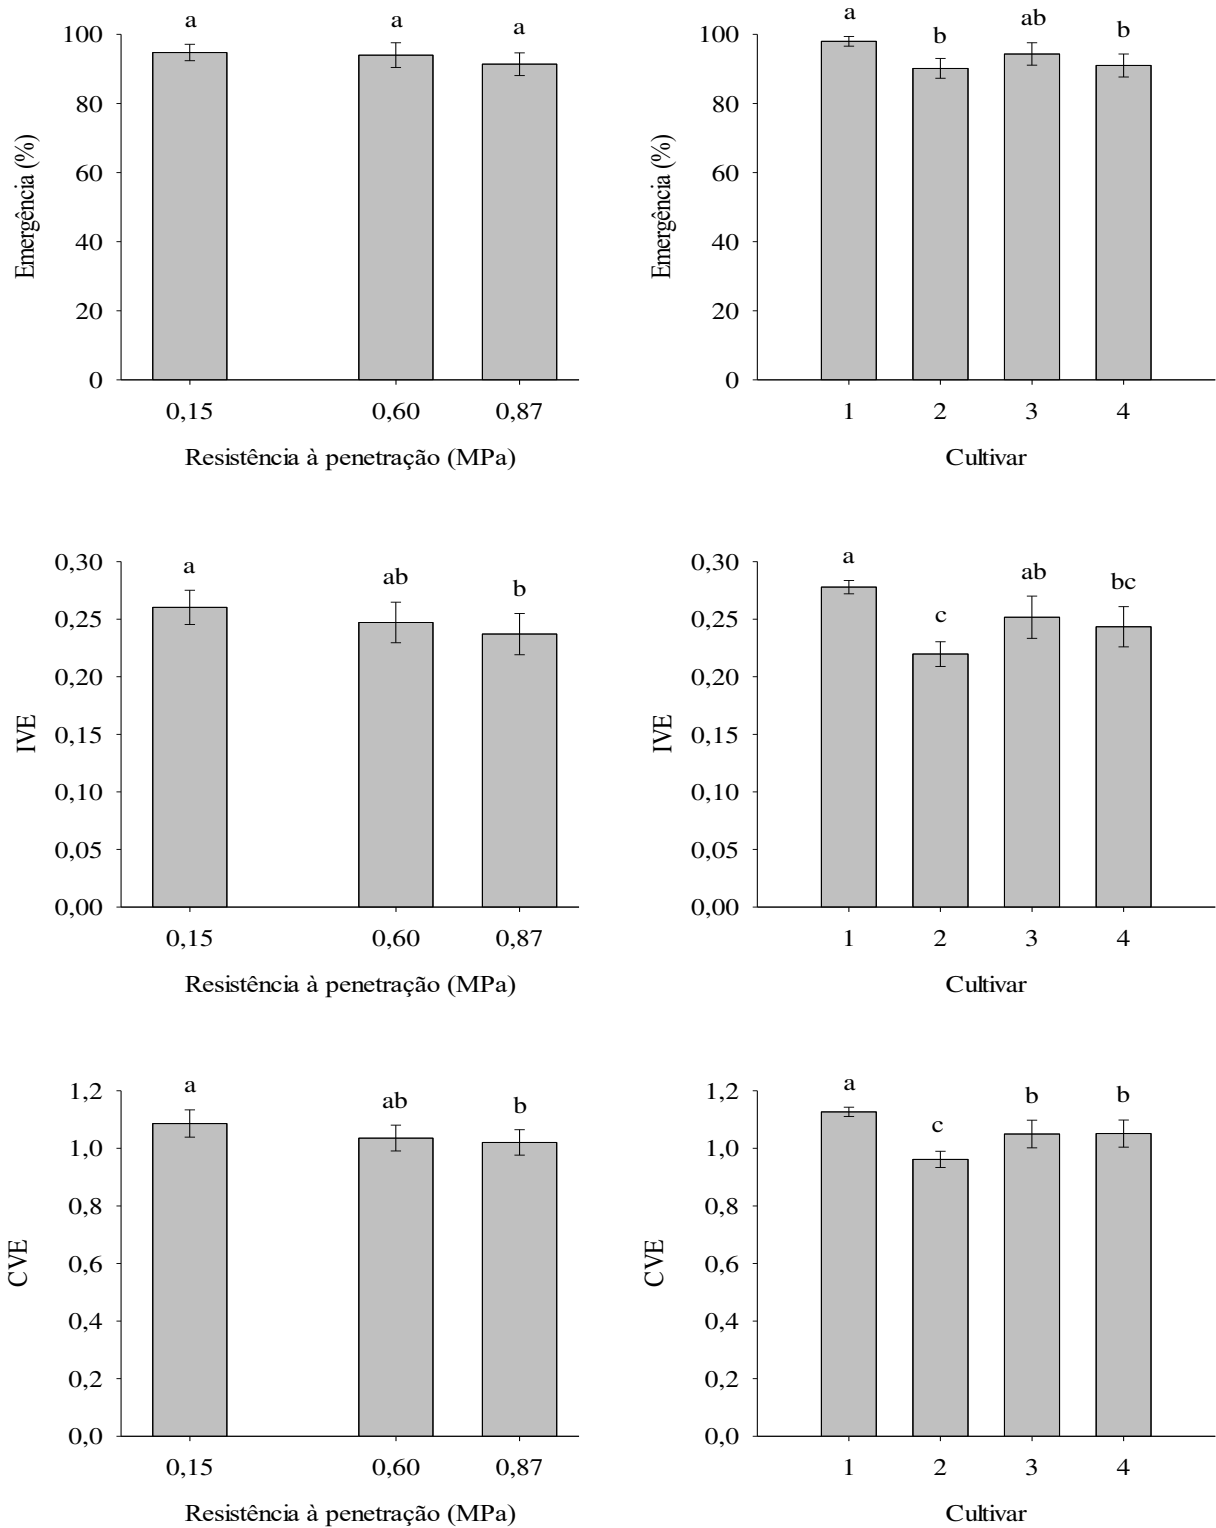 a a a
100
80
60
40
20
0
Emergência (%)
0,15 0,60 0,87
Resistência à penetração (MPa)
a b ab b
100
80
60
40
20
0
Emergência (%)
1 2 3 4
Cultivar
a ab b
0,30
0,25
0,20
0,15
0,10
0,05
0,00
IVE
0,15 0,60 0,87
Resistência à penetração (MPa)
a c ab bc
0,30
0,25
0,20
0,15
0,10
0,05
0,00
IVE
1 2 3 4
Cultivar
a ab b
1,2
1,0
0,8
0,6
0,4
0,2
0,0
CVE
0,15 0,60 0,87
Resistência à penetração (MPa)
a c b b
1,2
1,0
0,8
0,6
0,4
0,2
0,0
CVE
1 2 3 4
Cultivar